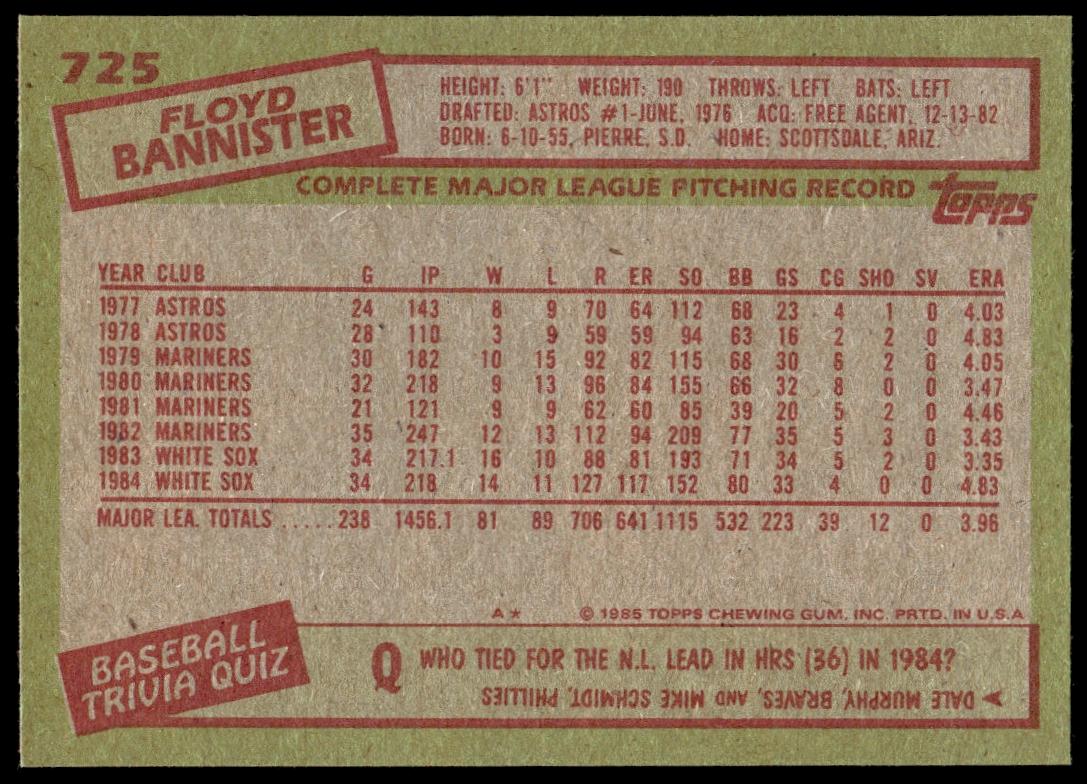 725
FLOYD
BANNISTER
HEIGHT: 6'1" WEIGHT: 190 THROWS: LEFT BATS: LEFT
DRAFTED: ASTROS #1-JUNE, 1976 ACQ: FREE AGENT, 12-13-82
BORN: 6-10-55, PIERRE, S.D. HOME: SCOTTSDALE, ARIZ.
COMPLETE MAJOR LEAGUE PITCHING RECORD
topps
YEAR CLUB G IP W L R ER SO BB GS CG SHO SV ERA
1977 ASTROS 24 143 8 9 70 64 112 68 23 4 1 0 4.03
1978 ASTROS 28 110 3 9 59 59 94 63 16 2 2 0 4.83
1979 MARINERS 30 182 10 15 92 82 115 68 30 6 2 0 4.05
1980 MARINERS 32 218 9 13 96 84 155 66 32 8 0 0 3.47
1981 MARINERS 21 121 9 9 62 60 85 39 20 5 2 0 4.46
1982 MARINERS 35 247 12 13 112 94 209 77 35 5 3 0 3.43
1983 WHITE SOX 34 217.1 16 10 88 81 193 71 34 5 2 0 3.35
1984 WHITE SOX 34 218 14 11 127 117 152 80 33 4 0 0 4.83
MAJOR LEA. TOTALS .....238 1456.1 81 89 706 641 1115 532 223 39 12 0 3.96
A* © 1985 TOPPS CHEWING GUM, INC. PRTD. IN U.S.A
BASEBALL
TRIVIA QUIZ
Q WHO TIED FOR THE N.L. LEAD IN HRS (36) IN 1984?
DALE MURPHY, BRAVES, AND MIKE SCHMIDT, PHILLIES